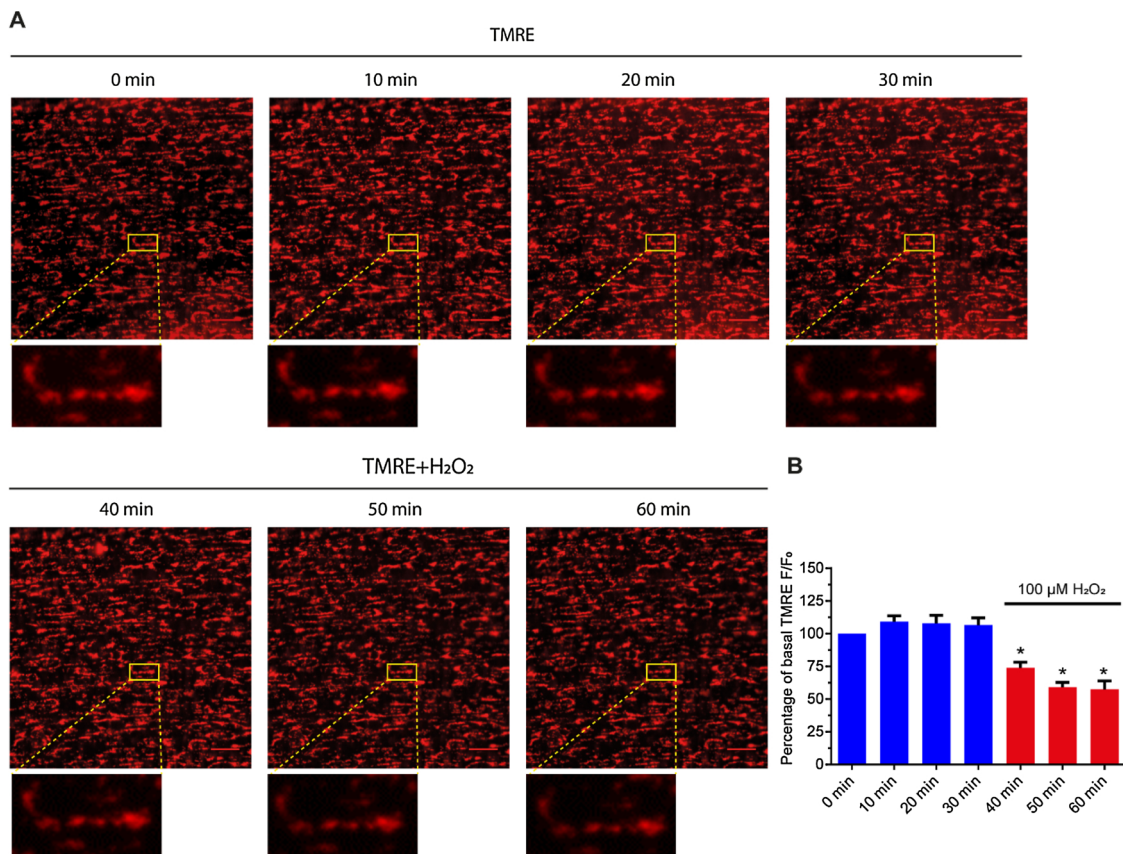 A
TMRE
0 min
10 min
20 min
30 min
TMRE+H₂O₂
40 min
50 min
60 min
B
Percentage of basal TMRE F/F₀
150
125
100
75
50
25
0
100 µM H₂O₂
*
*
*
0 min
10 min
20 min
30 min
40 min
50 min
60 min